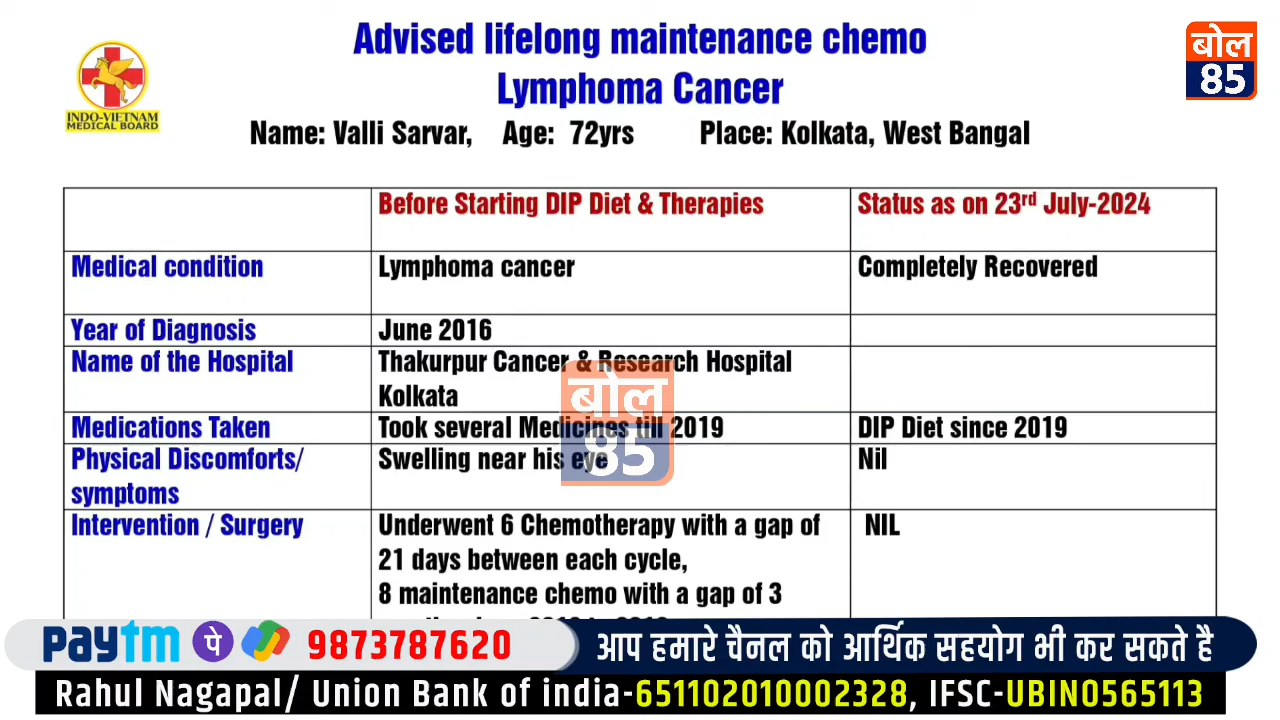 Advised lifelong maintenance chemo
Lymphoma Cancer
INDO-VIETNAM
MEDICAL BOARD
बोल
85
Name: Valli Sarvar, Age: 72yrs Place: Kolkata, West Bangal
Before Starting DIP Diet & Therapies Status as on 23rd July-2024
Medical condition Lymphoma cancer Completely Recovered
Year of Diagnosis June 2016
Name of the Hospital Thakurpur Cancer & Research Hospital
Kolkata
बोल
85
Medications Taken Took several Medicines till 2019 DIP Diet since 2019
Physical Discomforts/ Swelling near his eye Nil
symptoms
Intervention / Surgery Underwent 6 Chemotherapy with a gap of NIL
21 days between each cycle,
8 maintenance chemo with a gap of 3
paytm पे 9873787620 आप हमारे चैनल को आर्थिक सहयोग भी कर सकते है
Rahul Nagapal/ Union Bank of india-651102010002328, IFSC-UBIN0565113